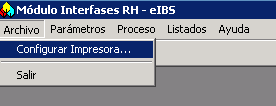 Módulo Interfases RH - eIBS
Archivo Parámetros Proceso Listados Ayuda
Configurar Impresora...
Salir